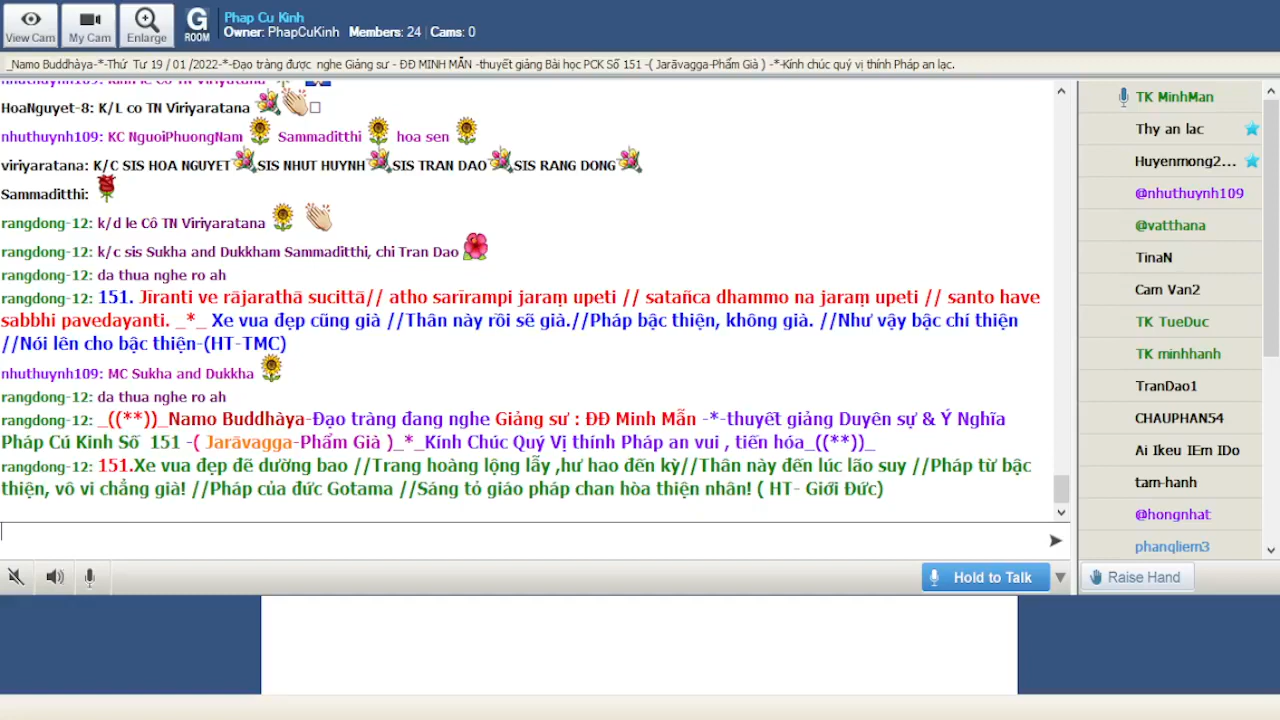 View Cam
My Cam
Enlarge
G
ROOM
Phap Cu Kinh
Owner: PhapCuKinh Members: 24 Cams: 0
_Namo Buddhàya-*-Thứ Tư 19 / 01 /2022-*-Đạo tràng được nghe Giảng sư - ĐĐ MINH MẪN -thuyết giảng Bài học PCK Số 151 -( Jarāvagga-Phẩm Già ) -*-Kính chúc quý vị thính Pháp an lạc.
HoaNguyet-8: K/L co TN Viriyaratana
nhuthuynh109: KC NguoiPhuongNam Sammadítthi hoa sen
viriyaratana: K/C SIS HOA NGUYET SIS NHUT HUYNH SIS TRAN DAO SIS RANG DONG
Sammadítthi:
rangdong-12: k/d le Cô TN Viriyaratana
rangdong-12: k/c sis Sukha and Dukkham Sammadítthi, chi Tran Dao
rangdong-12: da thua nghe ro ah
rangdong-12: 151. Jīranti ve rājarathā sucittā// atho sarīrampi jaraṃ upeti // satañca dhammo na jaraṃ upeti // santo have
sabbhi pavedayanti. _*_ Xe vua đẹp cũng già //Thân này rồi sẽ già.//Pháp bậc thiện, không già. //Như vậy bậc chí thiện
//Nói lên cho bậc thiện-(HT-TMC)
nhuthuynh109: MC Sukha and Dukkha
rangdong-12: da thua nghe ro ah
rangdong-12: _((**))_Namo Buddhàya-Đạo tràng đang nghe Giảng sư : ĐĐ Minh Mẫn -*-thuyết giảng Duyên sự & Ý Nghĩa
Pháp Cú Kinh Số 151 -( Jarāvagga-Phẩm Già )_*_Kính Chúc Quý Vị thính Pháp an vui , tiến hóa_((**))_
rangdong-12: 151.Xe vua đẹp đẽ dường bao //Trang hoàng lộng lẫy ,hư hao đến kỳ//Thân này đến lúc lão suy //Pháp từ bậc
thiện, vô vi chẳng già! //Pháp của đức Gotama //Sáng tỏ giáo pháp chan hòa thiện nhân! ( HT- Giới Đức)
Hold to Talk
TK MinhMan
Thy an lac
Huyenmong2...
@nhuthuynh109
@vatthana
TinaN
Cam Van2
TK TueDuc
TK minhhanh
TranDao1
CHAUPHAN54
Ai lkeu IEm IDo
tam-hanh
@hongnhat
phanqliem3
Raise Hand